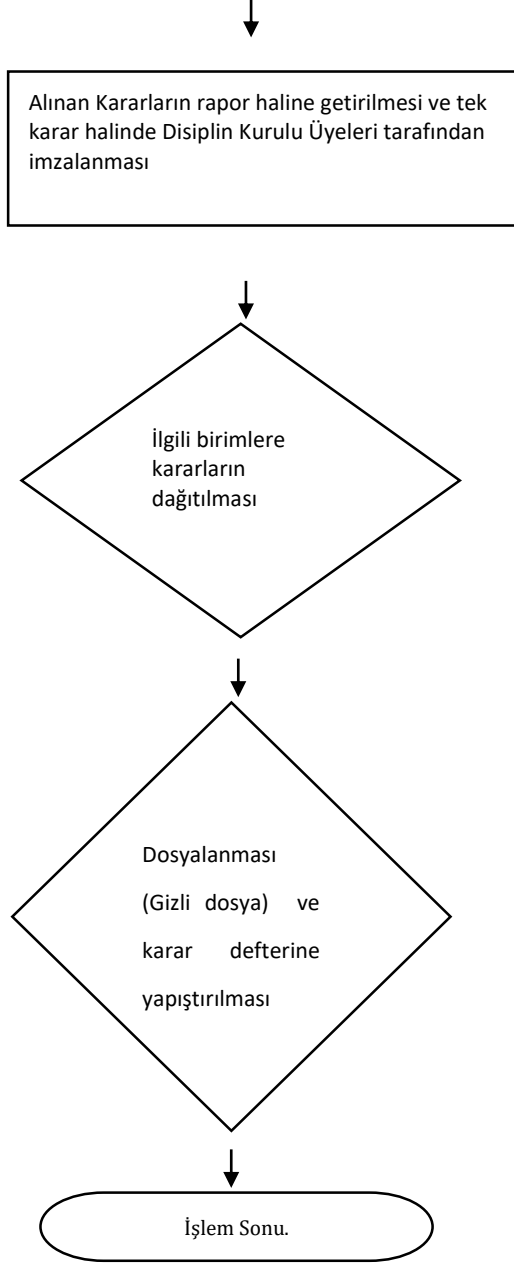 Alınan Kararların rapor haline getirilmesi ve tek
karar halinde Disiplin Kurulu Üyeleri tarafından
imzalanması
İlgili birimlere
kararların
dağıtılması
Dosyalanması
(Gizli dosya) ve
karar defterine
yapıştırılması
İşlem Sonu.